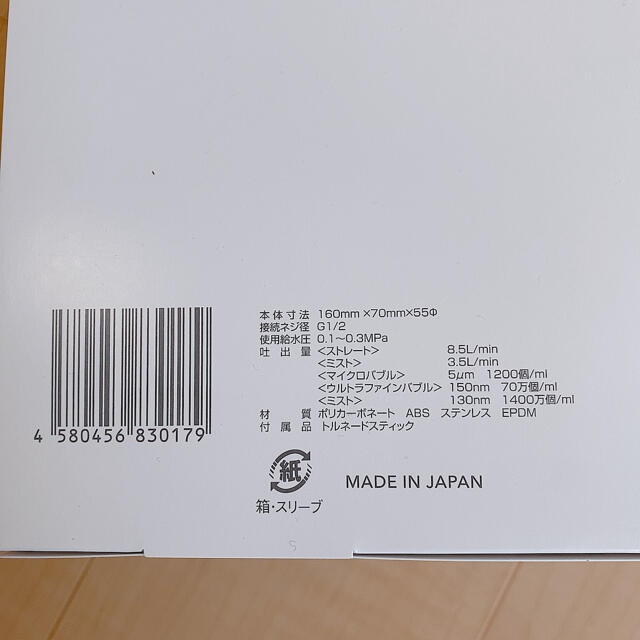 本体寸法 160mm×70mm×55Φ
接続ネジ径 G1/2
使用給水圧 0.1～0.3MPa
吐出量 <ストレート> 8.5L/min
<ミスト> 3.5L/min
<マイクロバブル> 5μm 1200個/ml
<ウルトラファインバブル> 150nm 70万個/ml
<ミスト> 130nm 1400万個/ml
材質 ポリカーボネート ABS ステンレス EPDM
付属品 トルネードスティック
4 580456 830179
紙
箱・スリーブ
MADE IN JAPAN